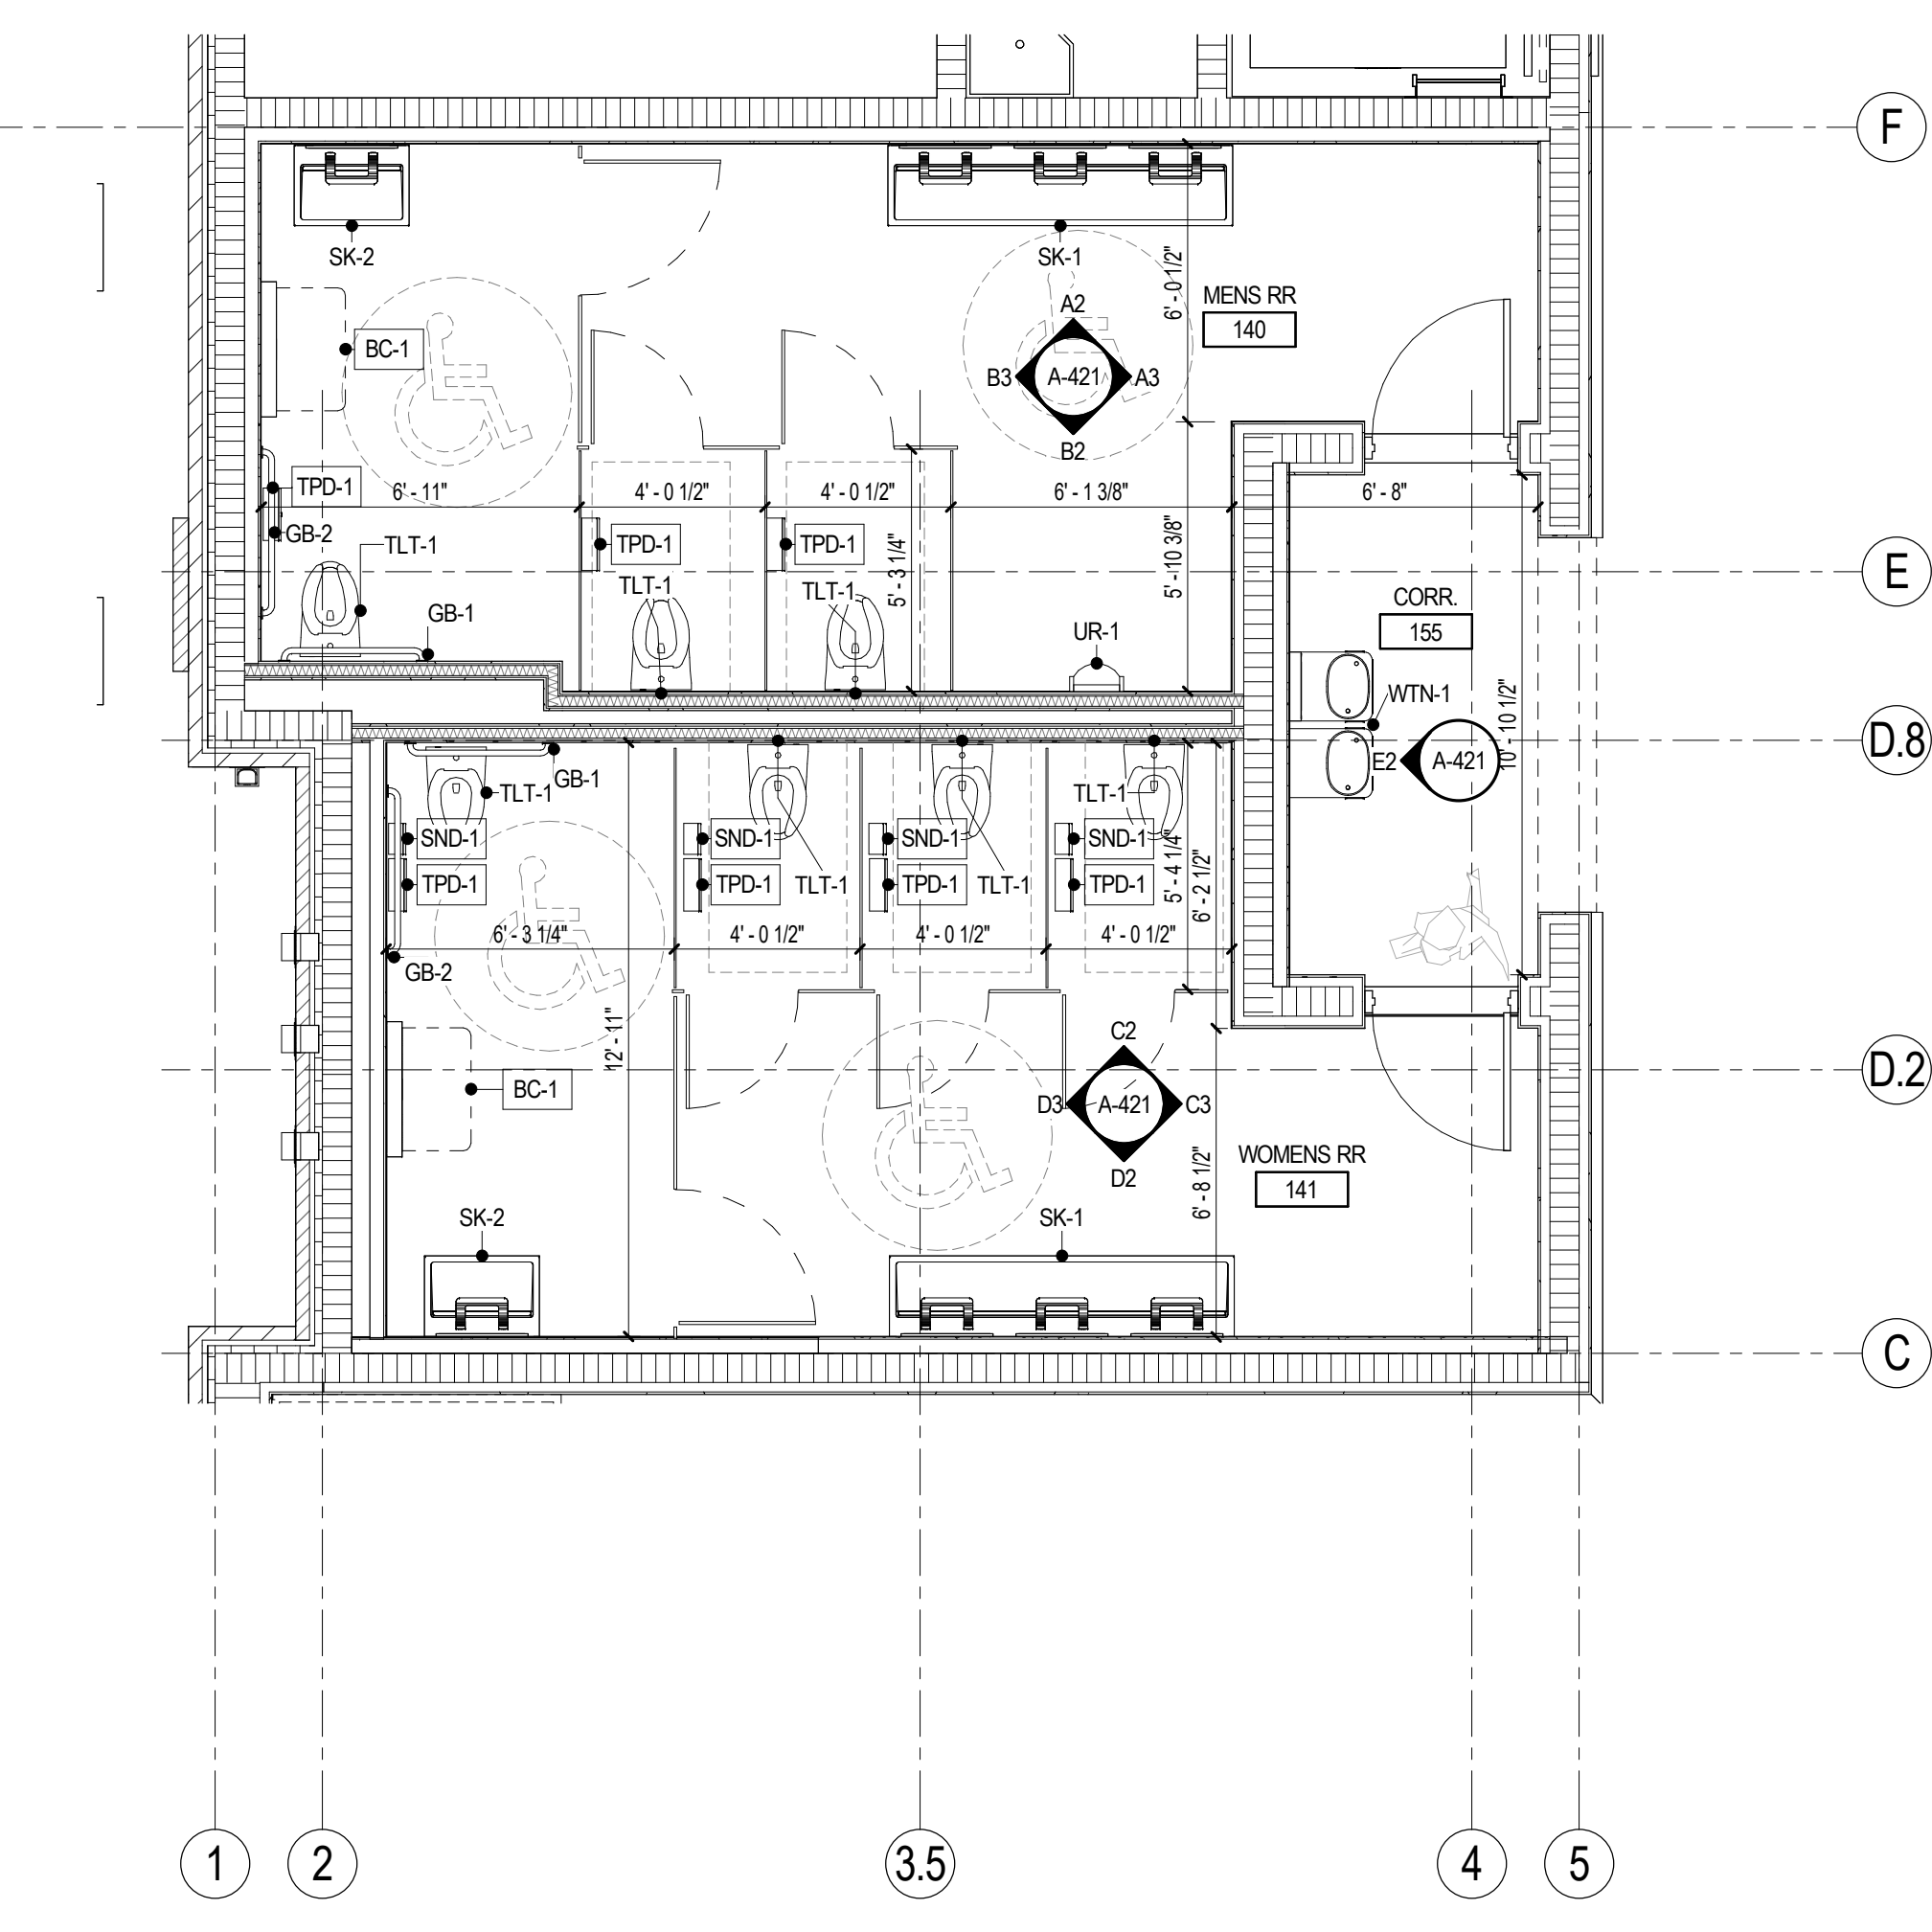 F
SK-2
SK-1
6' - 0 1/2"
MENS RR
140
A2
BC-1
B3
A-421
A3
B2
TPD-1
6' - 11"
4' - 0 1/2"
4' - 0 1/2"
6' - 1 3/8"
6' - 8"
GB-2
TLT-1
TPD-1
TPD-1
5' - 3 1/4"
5' - 10 3/8"
E
TLT-1
TLT-1
GB-1
UR-1
CORR.
155
WTN-1
10' - 10 1/2"
D.8
E2
A-421
GB-1
TLT-1
TLT-1
SND-1
SND-1
SND-1
SND-1
TPD-1
TPD-1
TLT-1
TPD-1
TLT-1
TPD-1
5' - 4 1/4"
6' - 2 1/2"
6' - 3 1/4"
4' - 0 1/2"
4' - 0 1/2"
4' - 0 1/2"
GB-2
12' - 11"
C2
D.2
BC-1
D3
A-421
C3
D2
WOMENS RR
141
6' - 8 1/2"
SK-2
SK-1
C
1
2
3.5
4
5